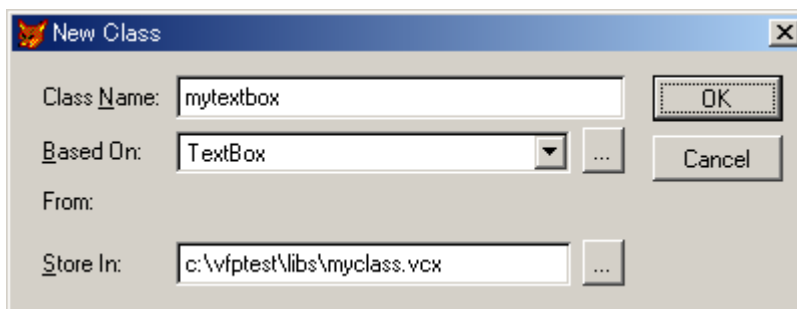 New Class
Class Name: mytextbox
OK
Based On: TextBox ...
Cancel
From:
Store In: c:\vfptest\libs\myclass.vcx ...